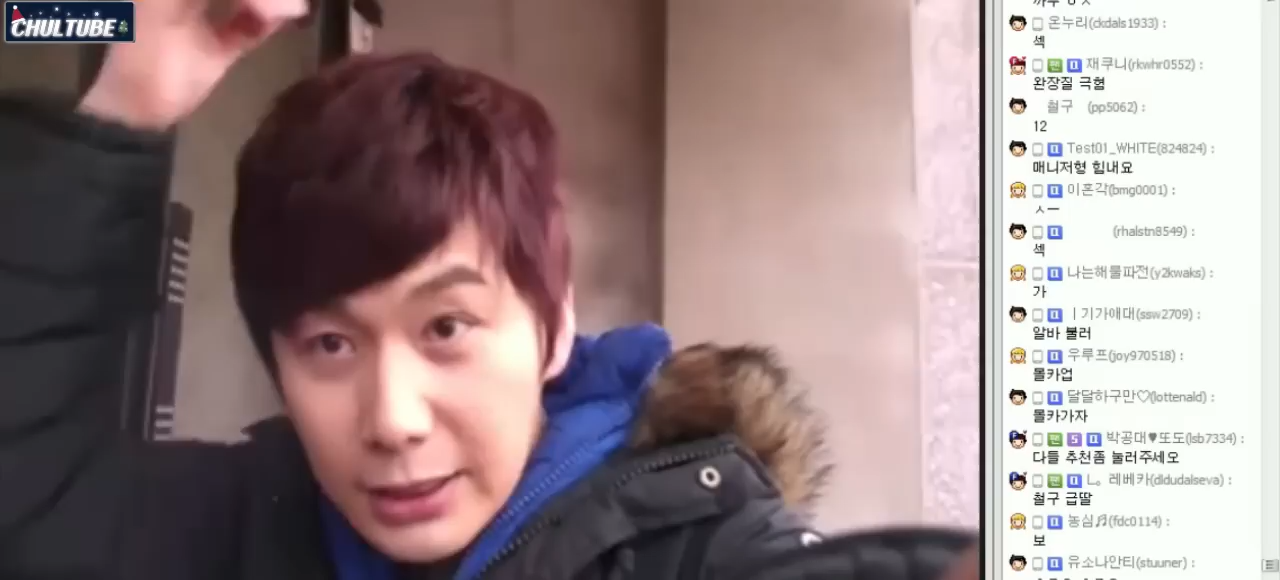 CHULTUBE
온누리(ckdals1933) :
섹
팬 재쿠니(rkwhr0552) :
완장질 극혐
철구 (pp5062) :
12
Test01_WHITE(824824) :
매니저형 힘내요
이혼각(bmg0001) :
ㅅㅡ
(rhalstn8549) :
섹
나는해물파전(y2kwaks) :
가
ㅣ기가애대(ssw2709) :
알바 불러
우루프(joy970518) :
몰카업
달달하구만♡(lottenald) :
몰카가자
팬 S 박공대♥또도(lsb7334) :
다들 추천좀 눌러주세오
팬 ㄴ。레베카(dldudalseva) :
철구 급딸
농심♬(fdc0114) :
보
유소나안티(stuuner) :